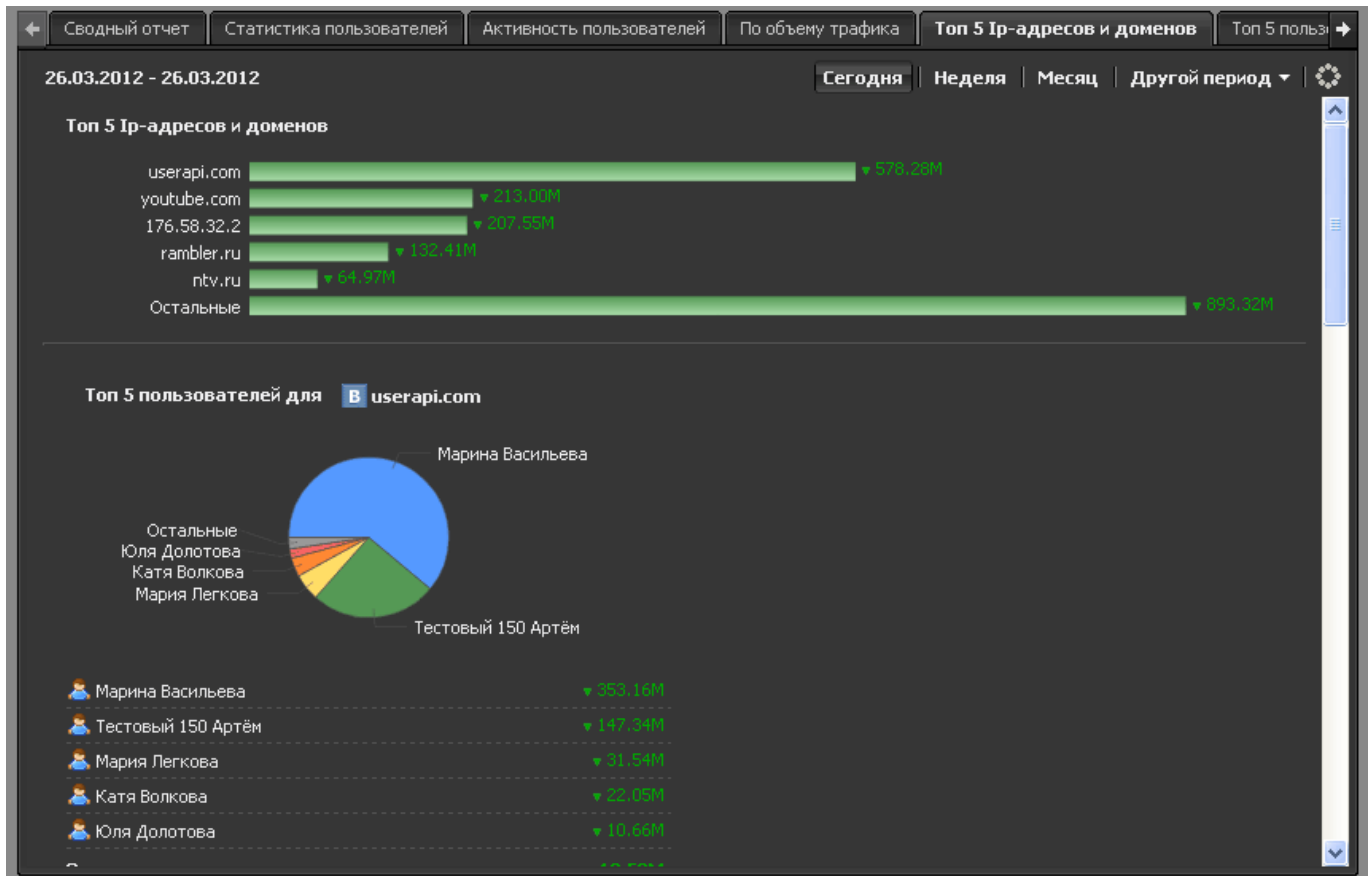 Сводный отчет Статистика пользователей Активность пользователей По объему трафика Топ 5 Ip-адресов и доменов Топ 5
26.03.2012 - 26.03.2012 Сегодня Неделя Месяц Другой период
Топ 5 Ip-адресов и доменов
userapi.com 578.28M
youtube.com 213.00M
176.58.32.2 207.55M
rambler.ru 132.41M
ntv.ru 64.97M
Остальные 893.32M
Топ 5 пользователей для B userapi.com
Марина Васильева
Остальные
Юля Долотова
Катя Волкова
Мария Легкова
Тестовый 150 Артём
Марина Васильева 353.16M
Тестовый 150 Артём 147.34M
Мария Легкова 31.54M
Катя Волкова 22.05M
Юля Долотова 10.66M